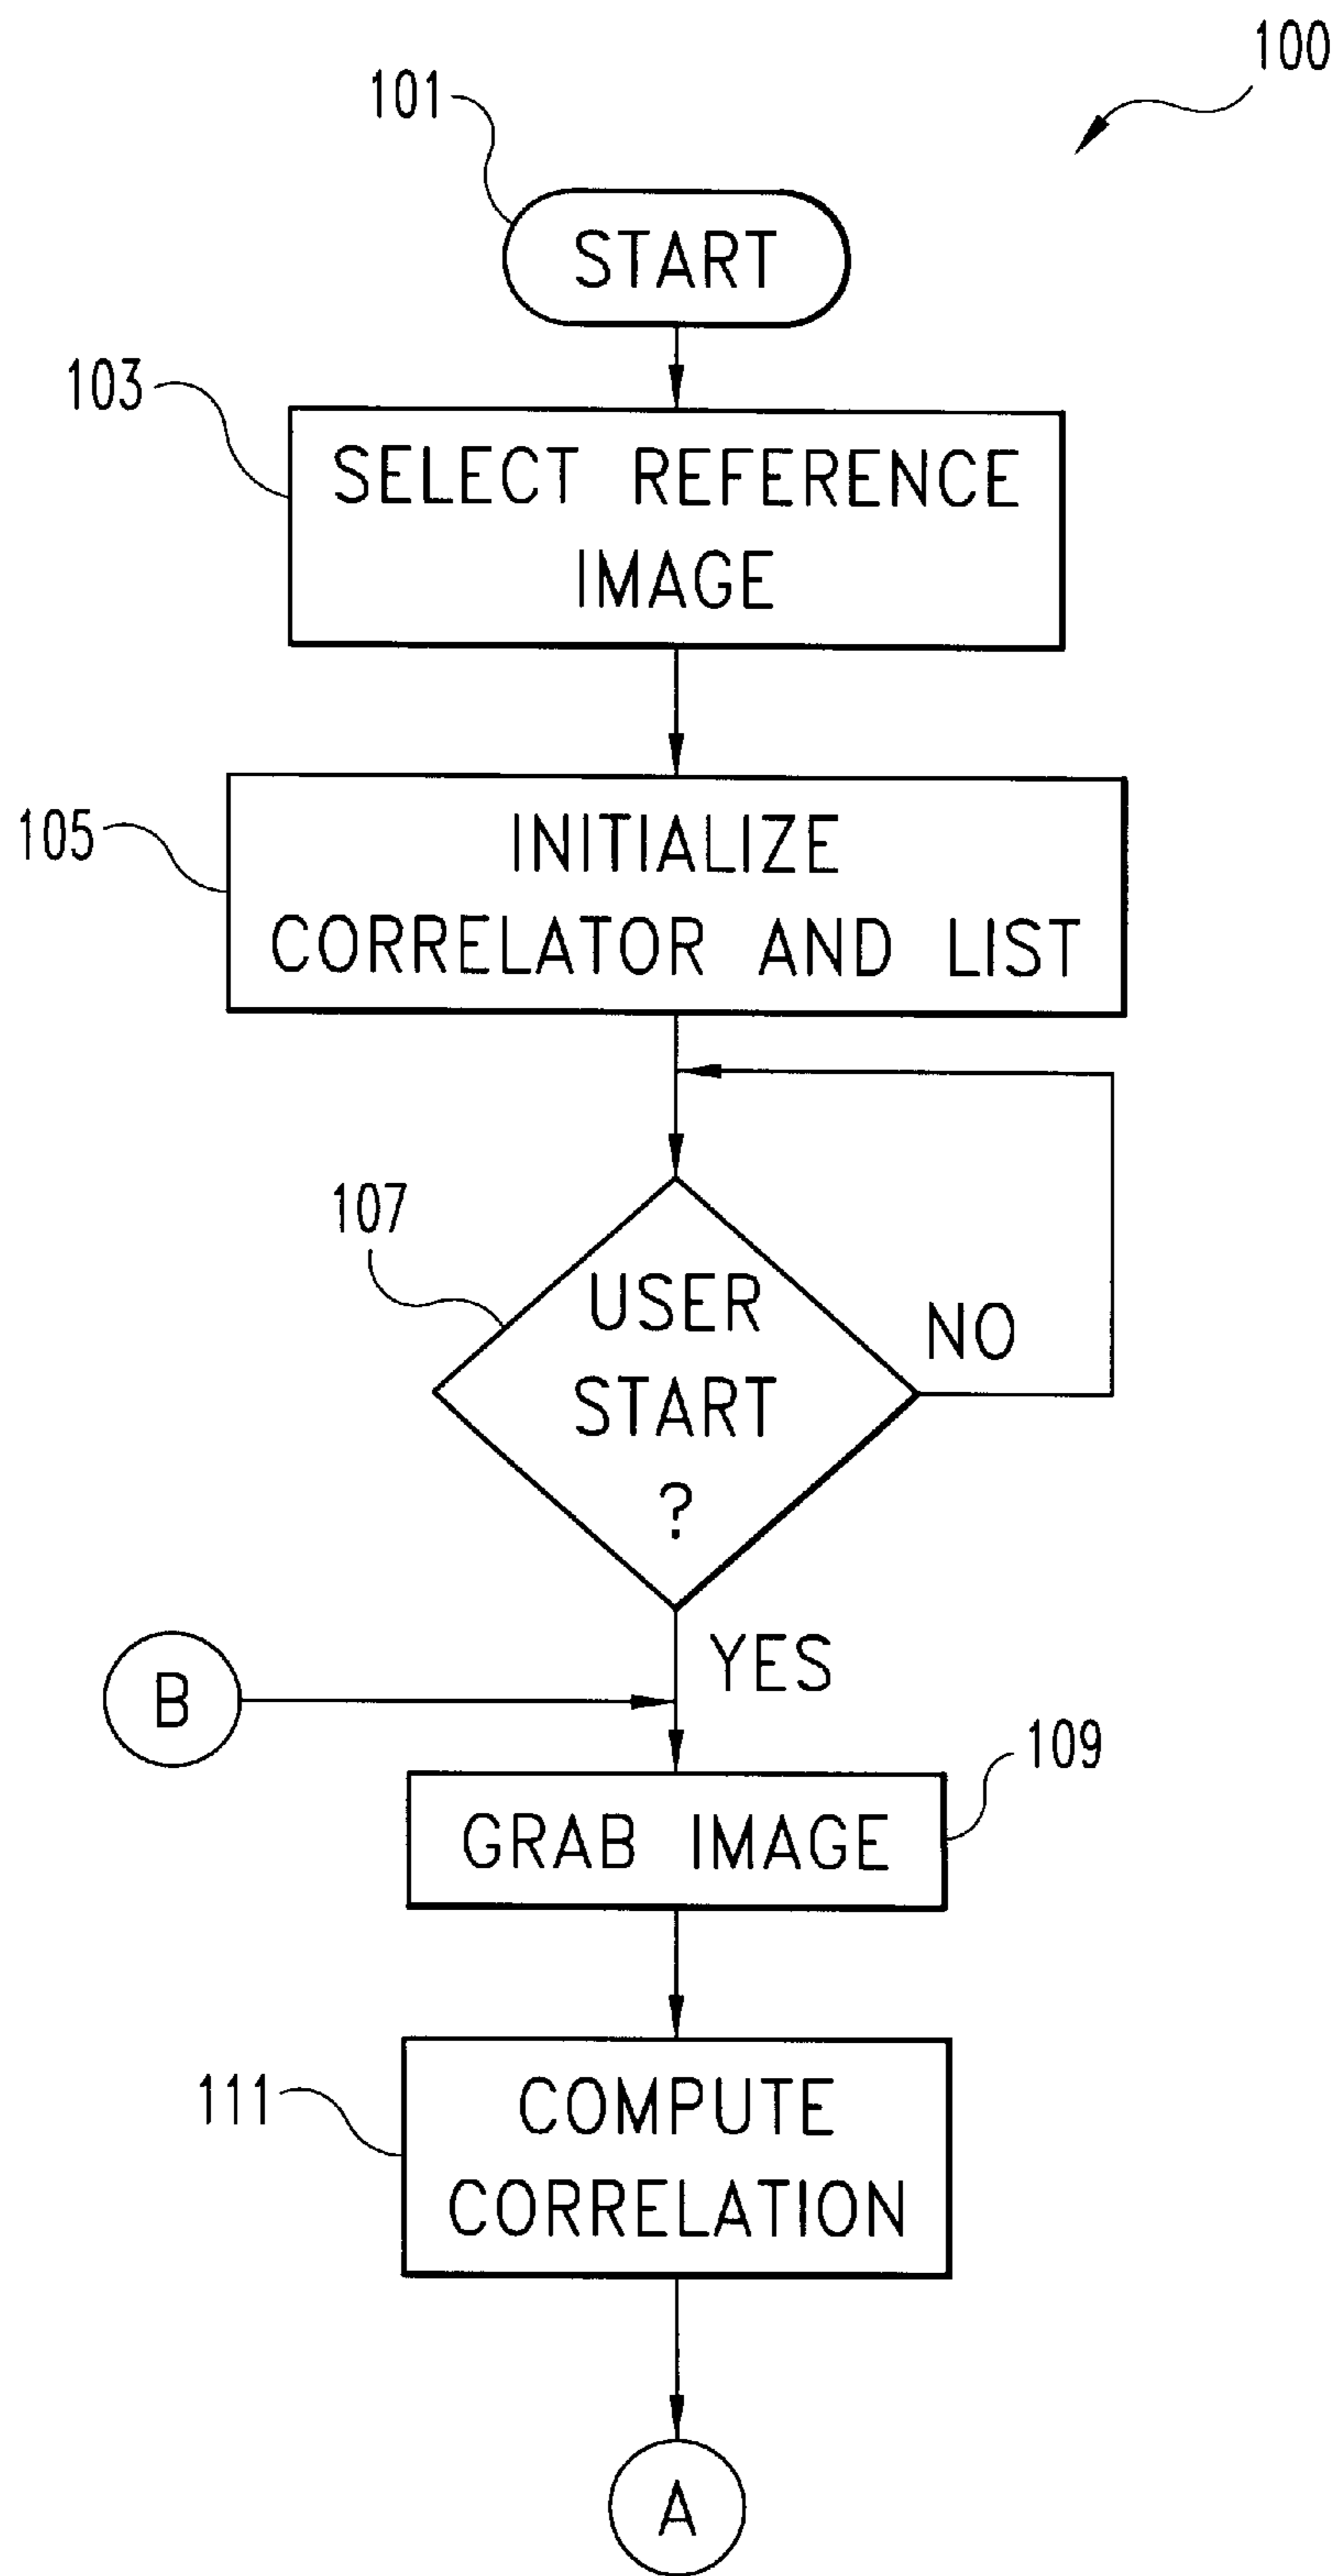 100
101
START
103
SELECT REFERENCE
IMAGE
105
INITIALIZE
CORRELATOR AND LIST
107
USER
START
?
NO
YES
B
109
GRAB IMAGE
111
COMPUTE
CORRELATION
A